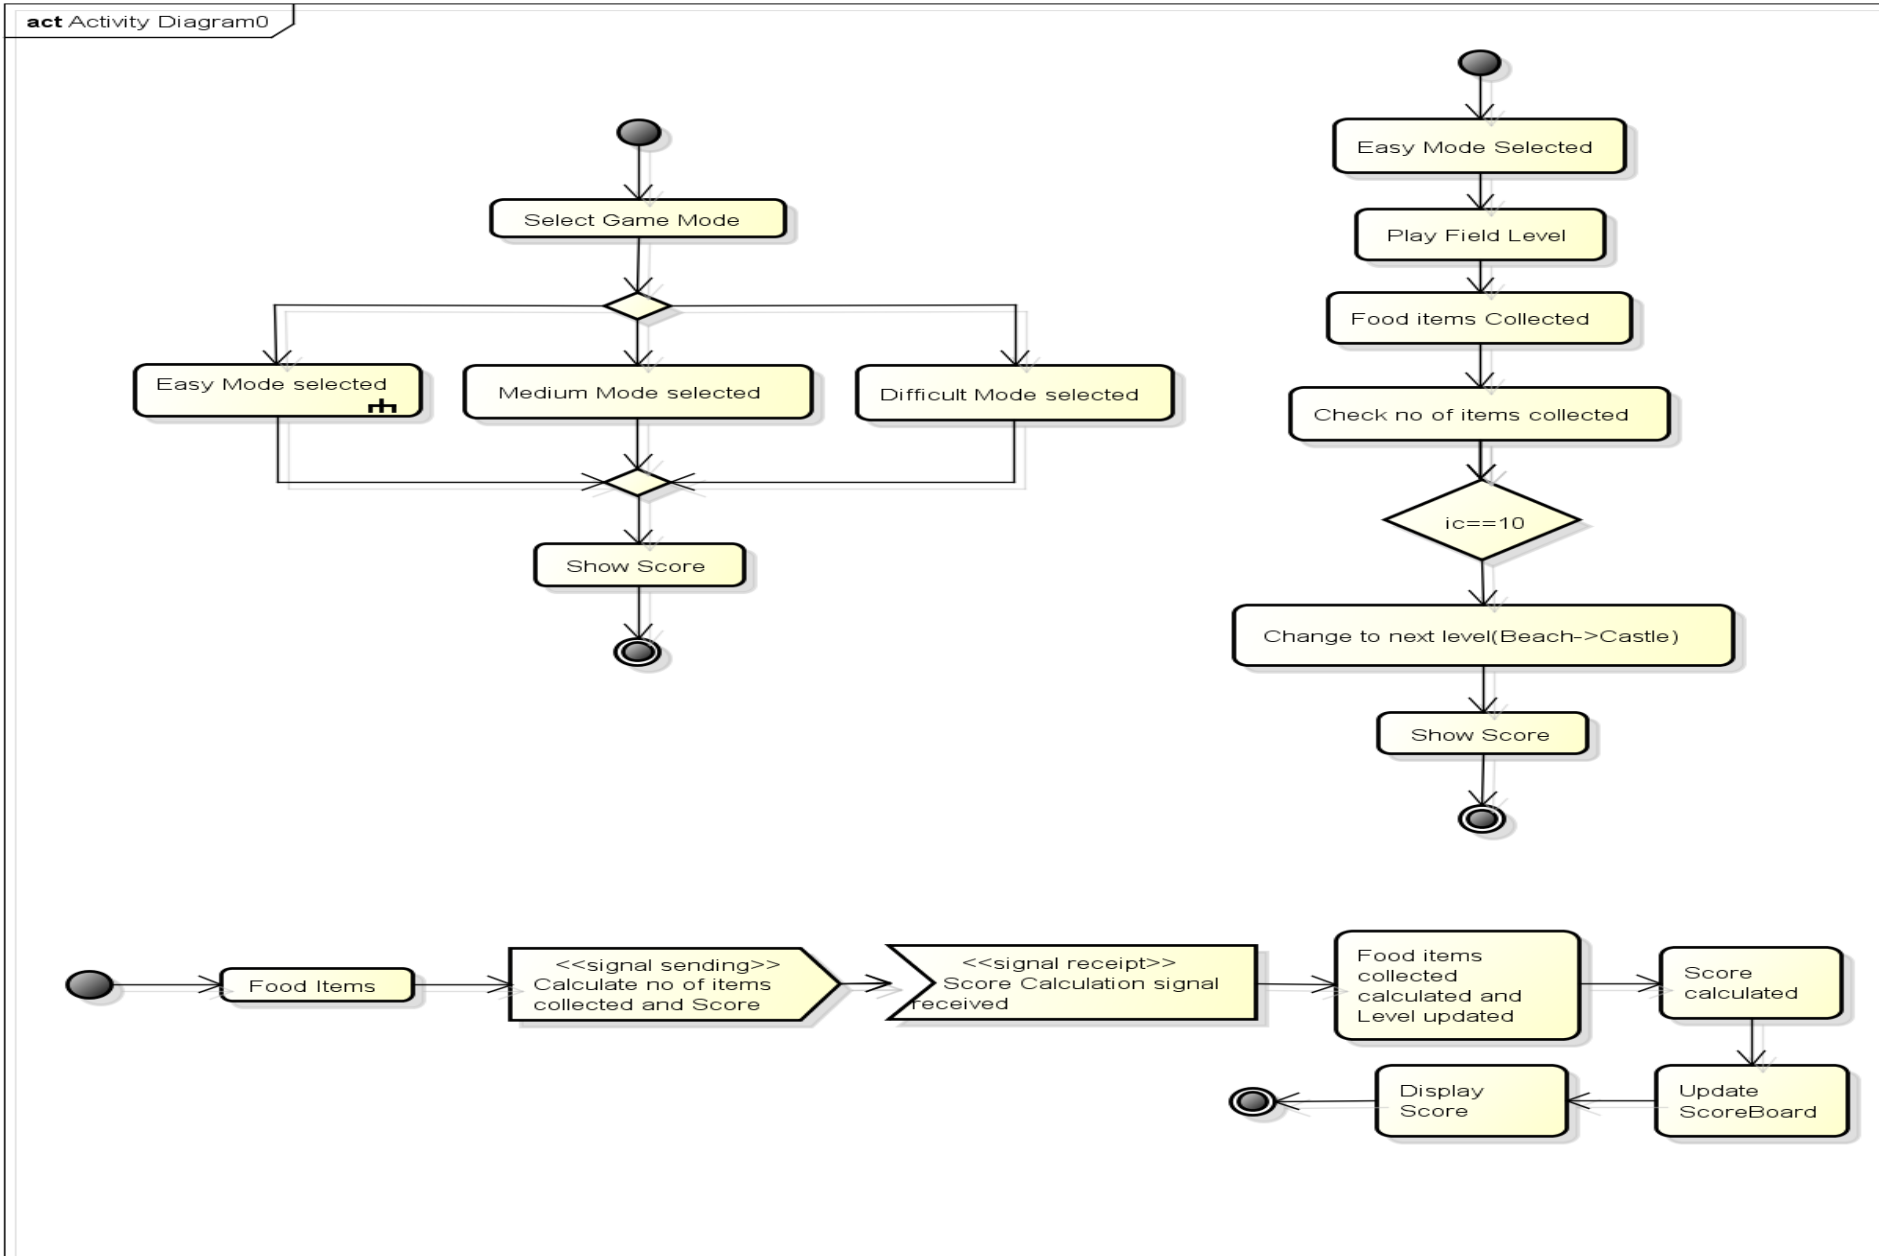 act Activity Diagram0
Select Game Mode
Easy Mode selected
Medium Mode selected
Difficult Mode selected
Show Score
Easy Mode Selected
Play Field Level
Food items Collected
Check no of items collected
ic==10
Change to next level(Beach->Castle)
Show Score
Food Items
<<signal sending>>
Calculate no of items
collected and Score
<<signal receipt>>
Score Calculation signal
received
Food items
collected
calculated and
Level updated
Score
calculated
Update
ScoreBoard
Display
Score